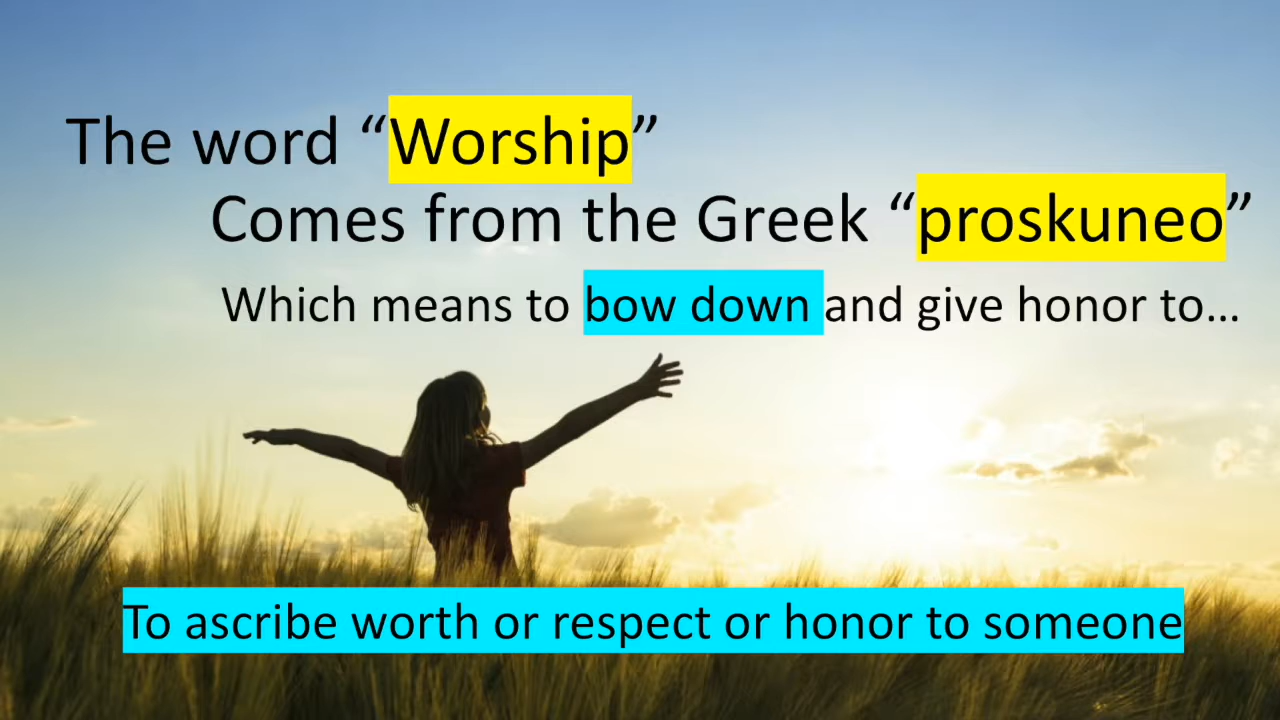 The word “Worship”
Comes from the Greek “proskuneo”
Which means to bow down and give honor to...
To ascribe worth or respect or honor to someone